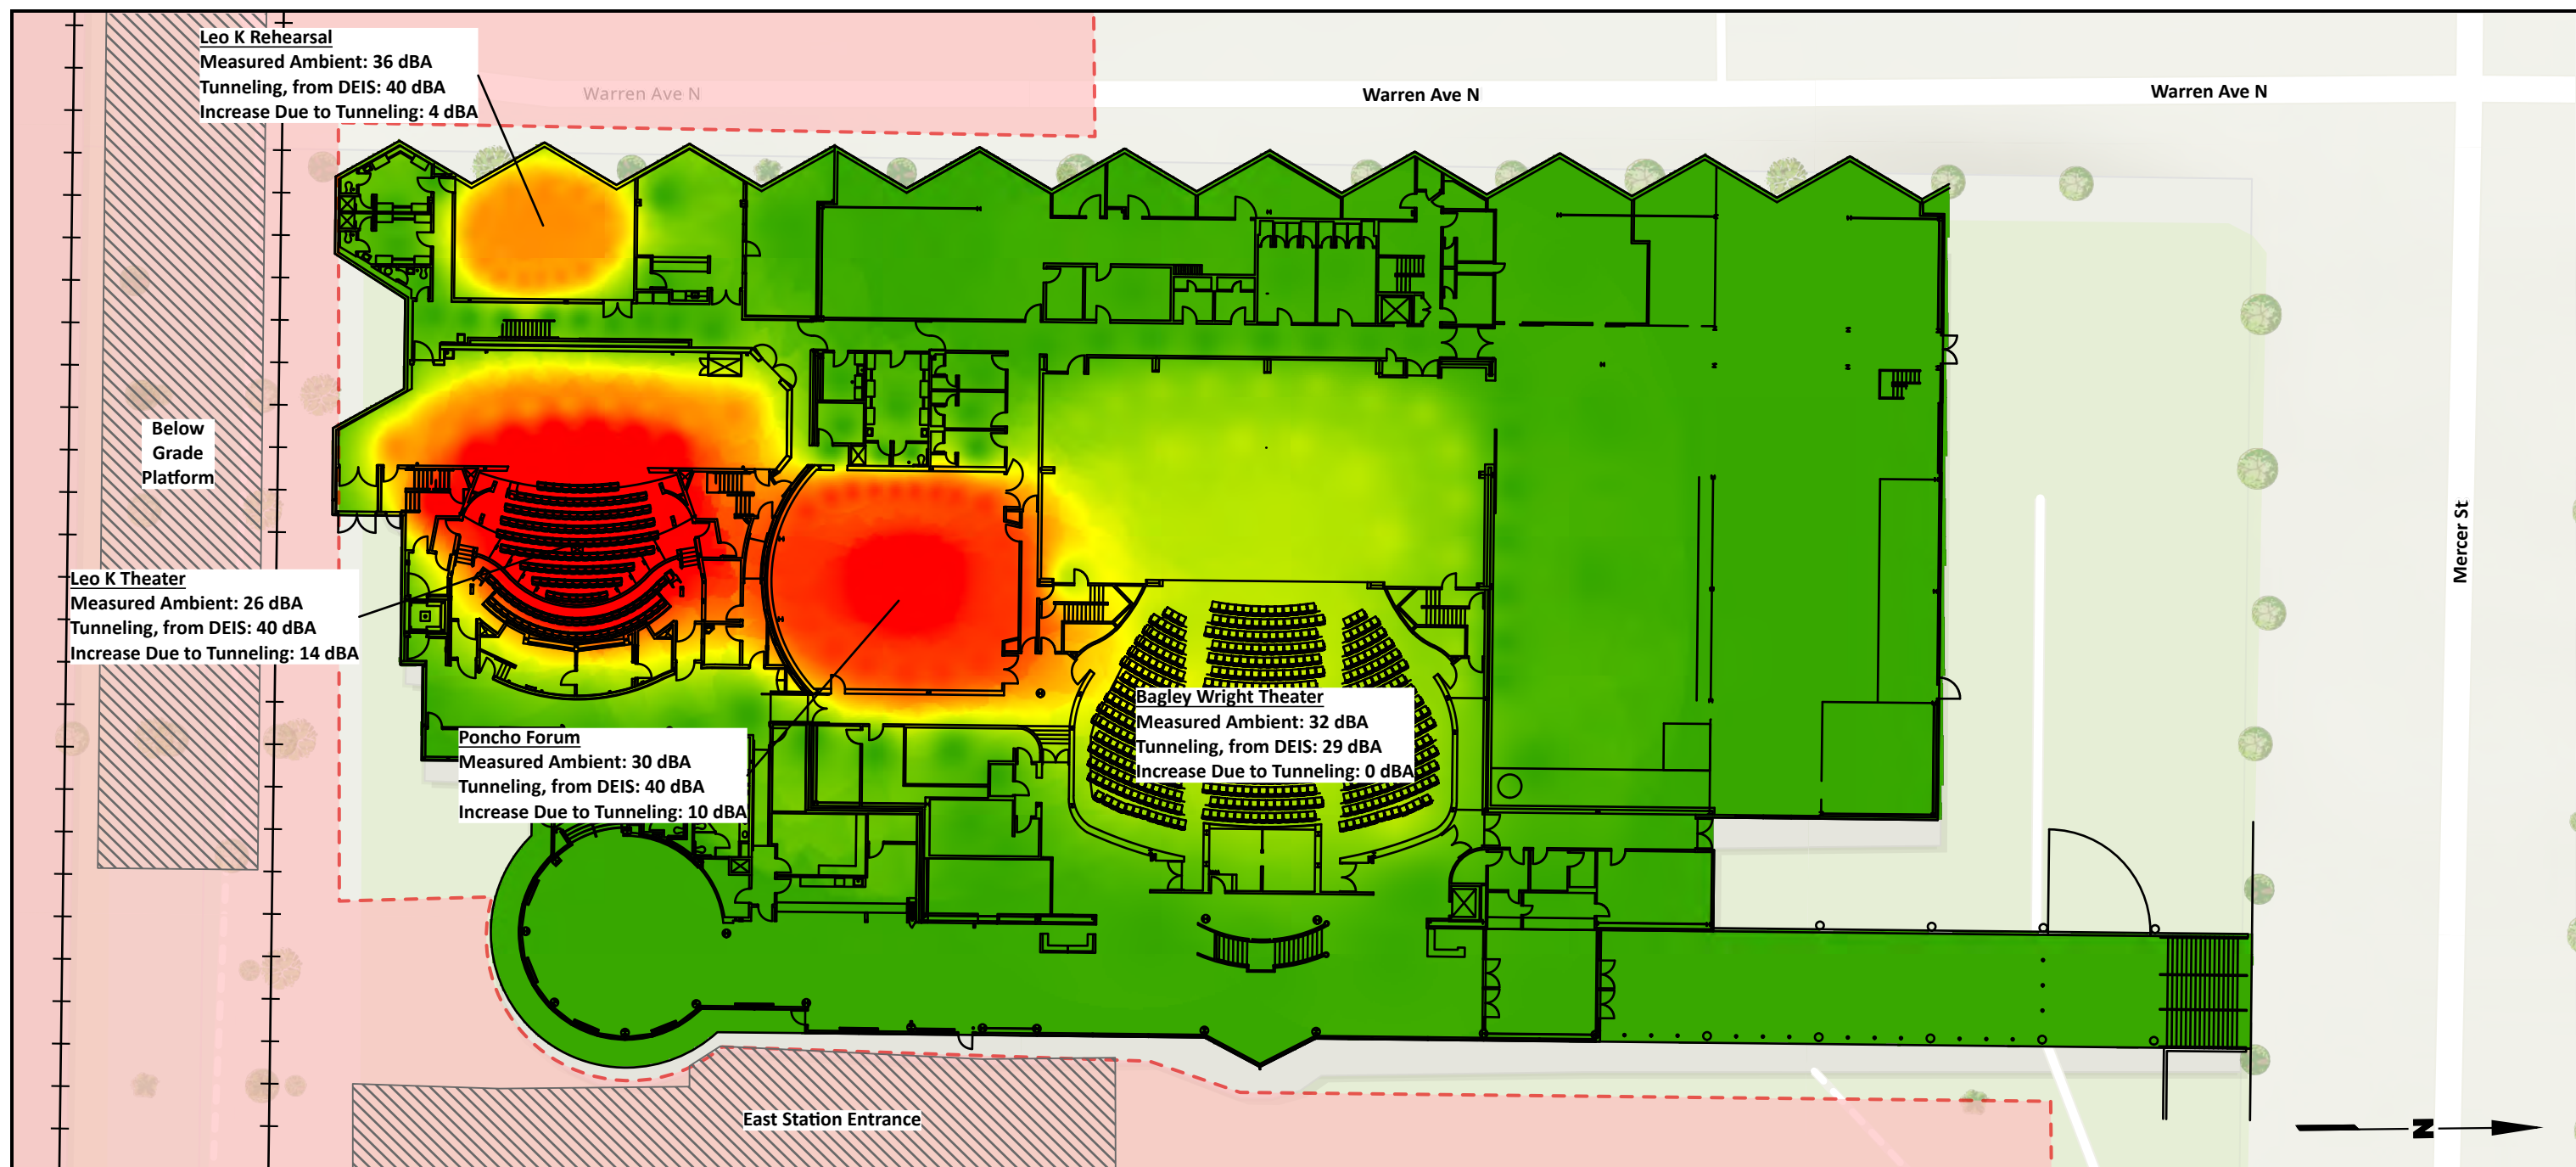 Leo K Rehearsal
Measured Ambient: 36 dBA
Tunneling, from DEIS: 40 dBA
Increase Due to Tunneling: 4 dBA
Warren Ave N
Warren Ave N
Warren Ave N
Below
Grade
Platform
Mercer St
Leo K Theater
Measured Ambient: 26 dBA
Tunneling, from DEIS: 40 dBA
Increase Due to Tunneling: 14 dBA
Bagley Wright Theater
Measured Ambient: 32 dBA
Tunneling, from DEIS: 29 dBA
Increase Due to Tunneling: 0 dBA
Poncho Forum
Measured Ambient: 30 dBA
Tunneling, from DEIS: 40 dBA
Increase Due to Tunneling: 10 dBA
East Station Entrance
N